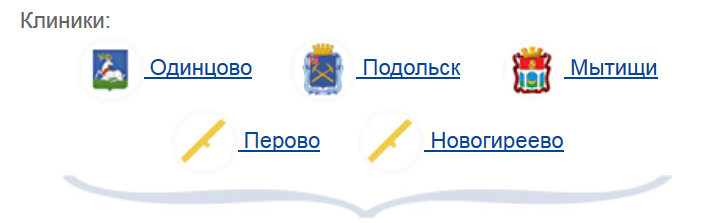 Клиники:
Одинцово Подольск Мытищи
Перово Новогиреево